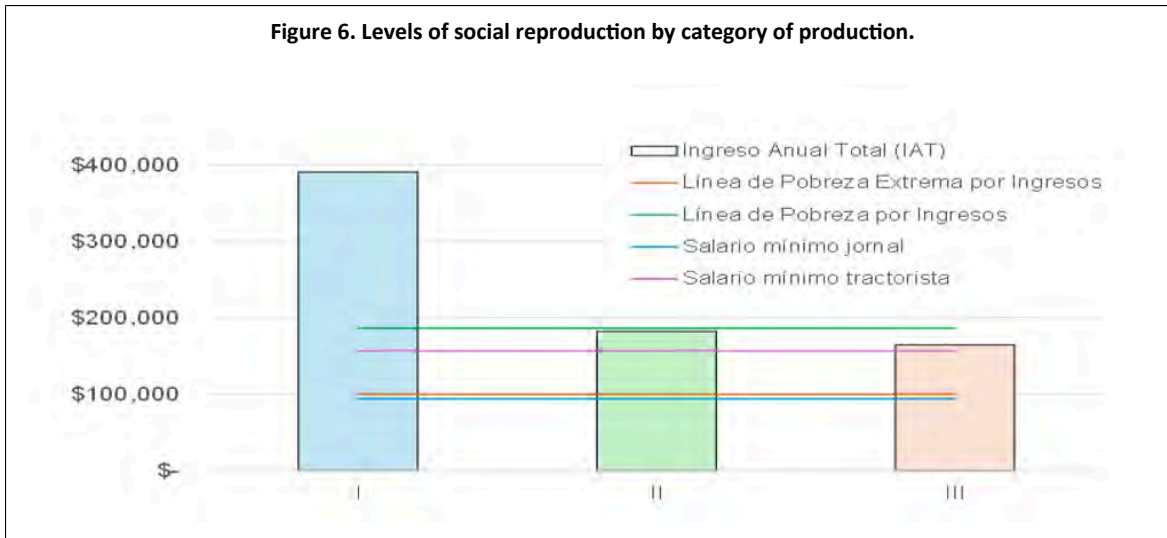 Figure 6. Levels of social reproduction by category of production.
$400,000
$300,000
$200,000
$100,000
$-
Ingreso Anual Total (IAT)
Línea de Pobreza Extrema por Ingresos
Línea de Pobreza por Ingresos
Salario mínimo jornal
Salario mínimo tractorista
I
II
III